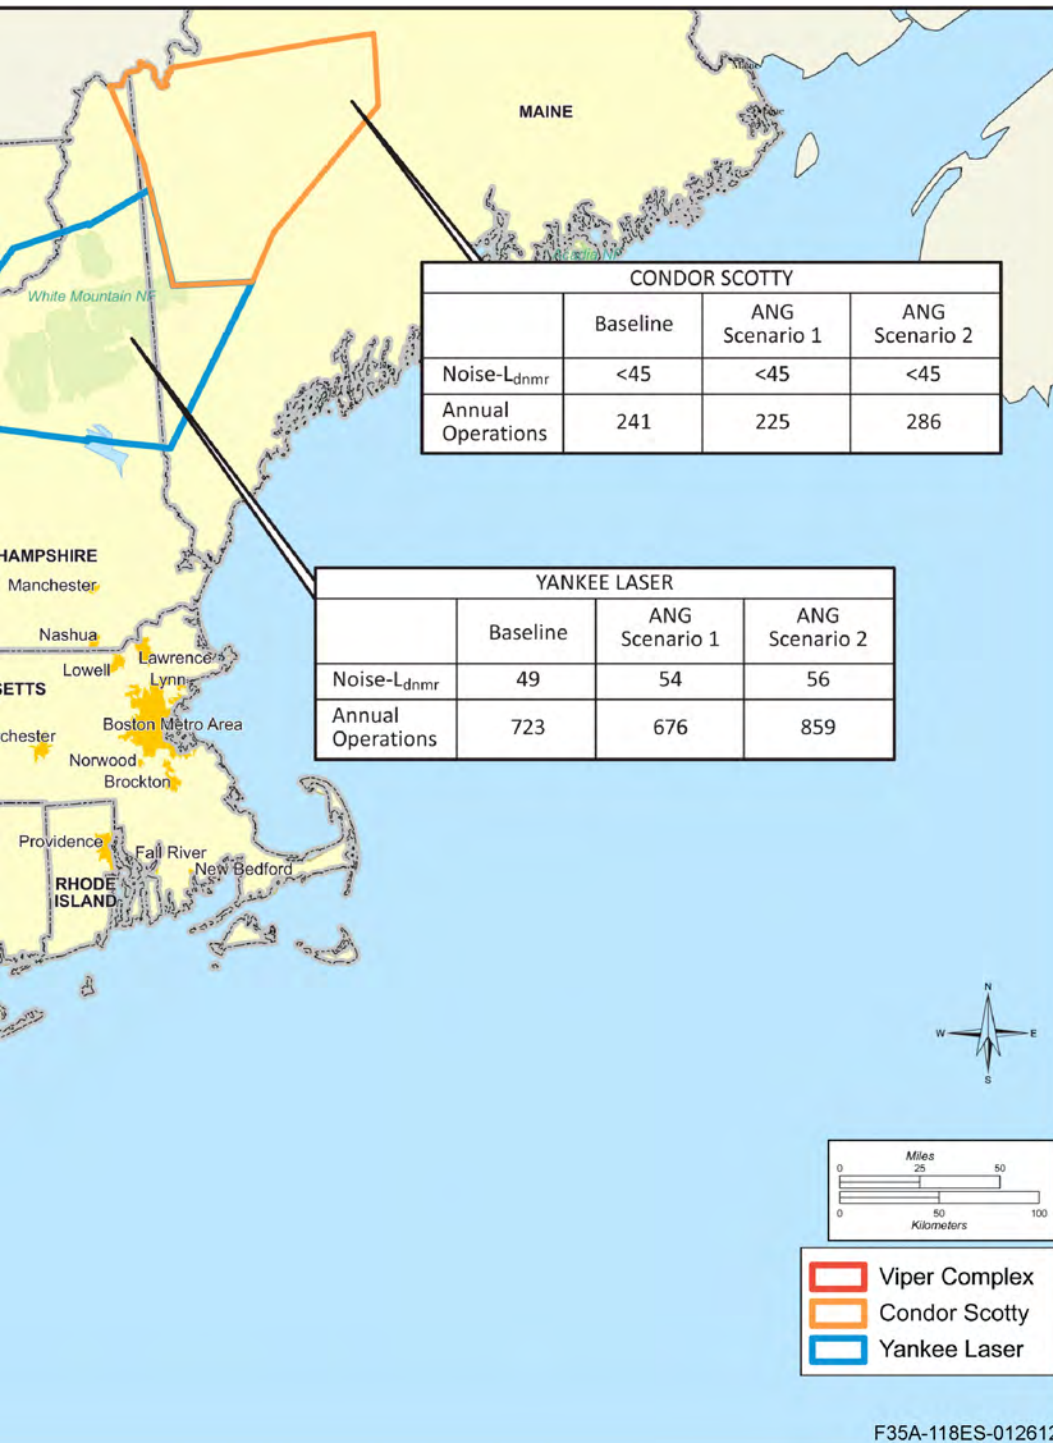 Maine
MAINE
Acadia NP
White Mountain NF
CONDOR SCOTTY
Baseline
ANG
Scenario 1
ANG
Scenario 2
Noise-Ldnmr <45 <45 <45
Annual
Operations 241 225 286
HAMPSHIRE
Manchester
Nashua
Lawrence
Lowell
Lynn
SETTS
Boston Metro Area
chester
Norwood
Brockton
YANKEE LASER
Baseline
ANG
Scenario 1
ANG
Scenario 2
Noise-Ldnmr 49 54 56
Annual
Operations 723 676 859
Providence
Fall River
New Bedford
RHODE
ISLAND
N
W E
S
Miles
0 25 50
0 50 100
Kilometers
Viper Complex
Condor Scotty
Yankee Laser
F35A-118ES-012612